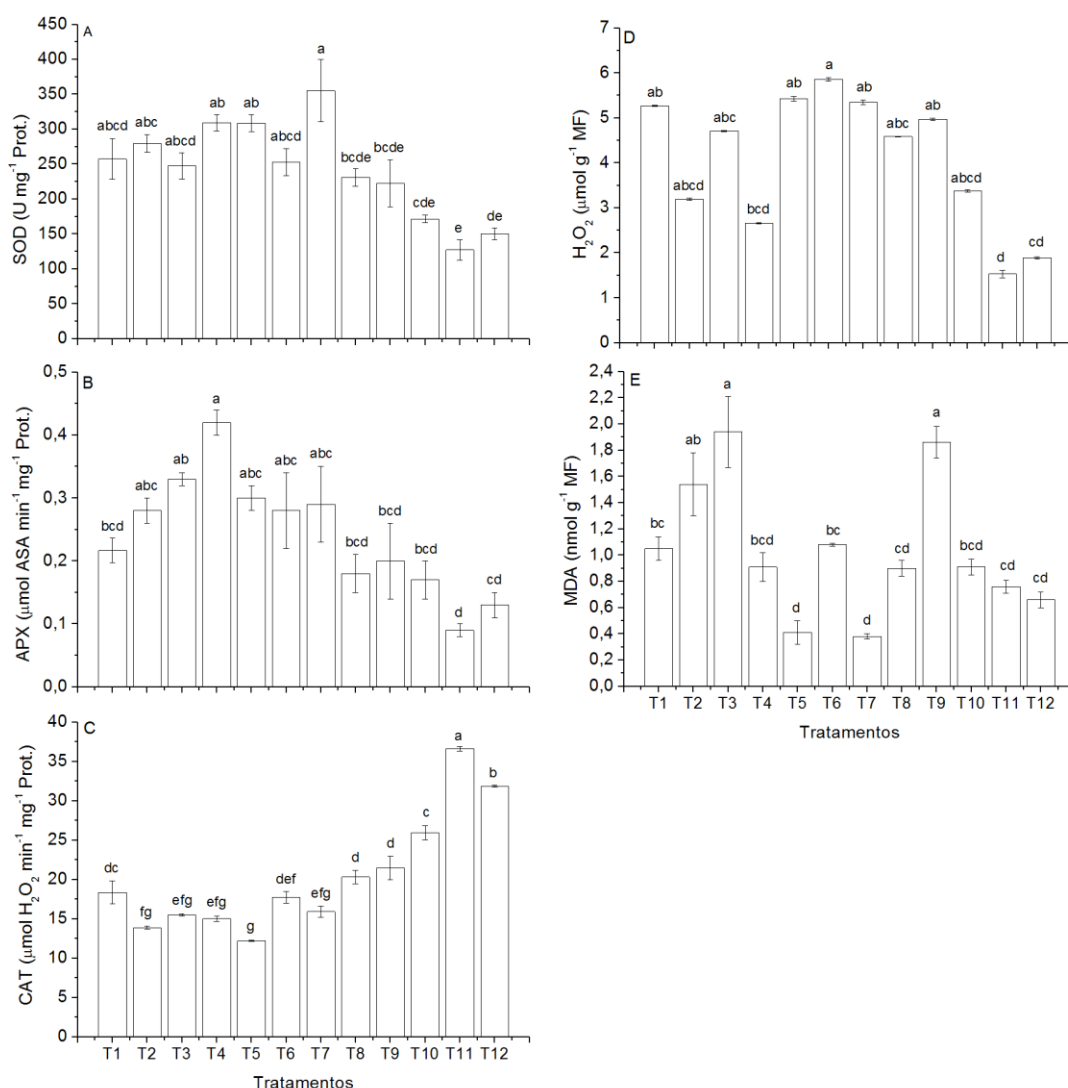 A
SOD (U mg⁻¹ Prot.)
450
400
350
300
250
200
150
100
50
0
abcd
abc
abcd
ab
ab
abcd
a
bcde
bcde
cde
e
de
B
APX (μmol ASA min⁻¹ mg⁻¹ Prot.)
0,5
0,4
0,3
0,2
0,1
0,0
bcd
abc
ab
a
abc
abc
abc
bcd
bcd
bcd
d
cd
C
CAT (μmol H₂O₂ min⁻¹ mg⁻¹ Prot.)
40
35
30
25
20
15
10
5
0
dc
fg
efg
efg
g
def
efg
d
d
c
a
b
T1 T2 T3 T4 T5 T6 T7 T8 T9 T10 T11 T12
Tratamentos
D
H₂O₂ (μmol g⁻¹ MF)
7
6
5
4
3
2
1
0
ab
abcd
ab
bcd
ab
a
ab
abc
ab
abcd
d
cd
E
MDA (nmol g⁻¹ MF)
2,4
2,2
2,0
1,8
1,6
1,4
1,2
1,0
0,8
0,6
0,4
0,2
0,0
bc
ab
a
bcd
d
bc
d
cd
a
bcd
cd
cd
T1 T2 T3 T4 T5 T6 T7 T8 T9 T10 T11 T12
Tratamentos